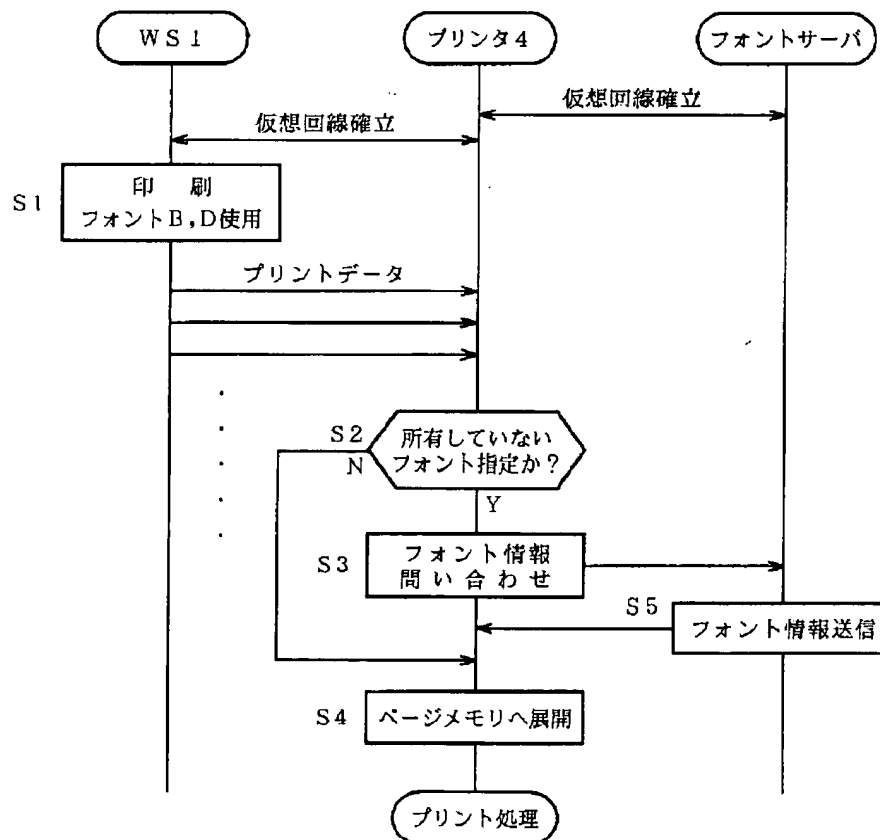 WS1
プリンタ4
フォントサーバ
仮想回線確立
仮想回線確立
S1
印 刷
フォントB,D使用
プリントデータ
S2
N
所有していない
フォント指定か?
Y
S3
フォント情報
問い合わせ
S5
フォント情報送信
S4
ページメモリへ展開
プリント処理